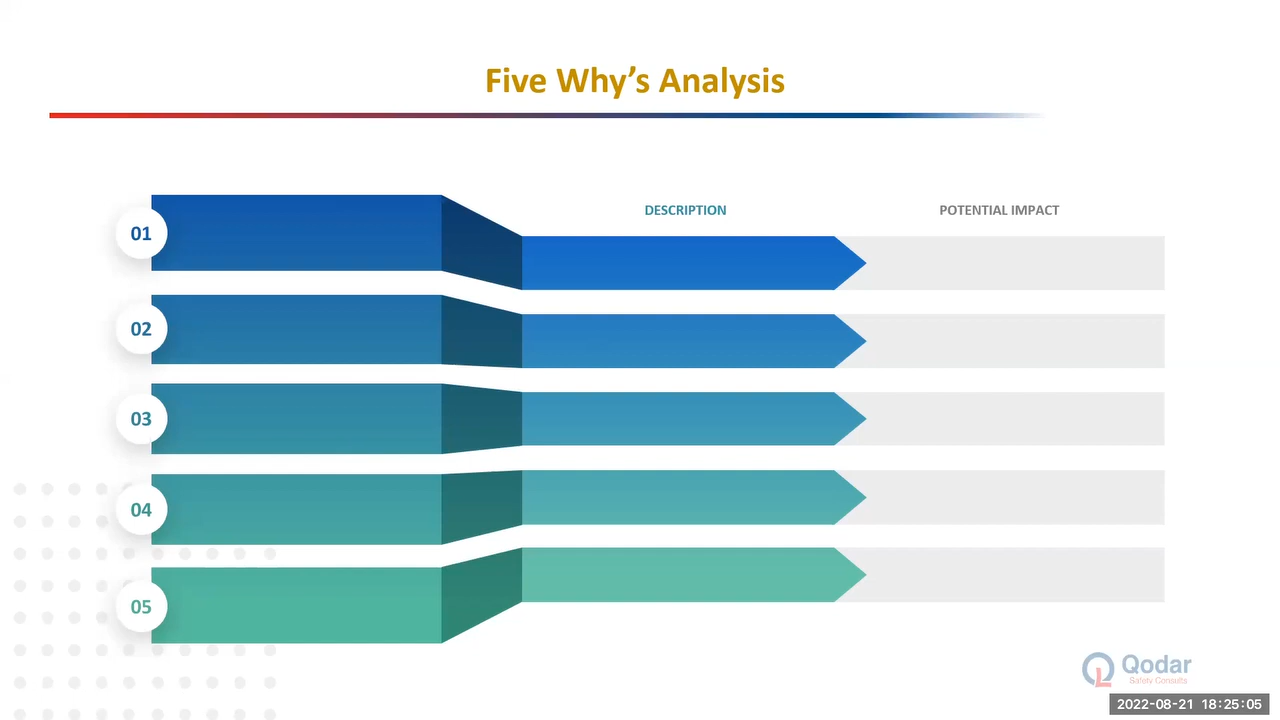 Five Why’s Analysis
DESCRIPTION
POTENTIAL IMPACT
01
02
03
04
05
Qodar
Safety Consults
2022-08-21 18:25:05